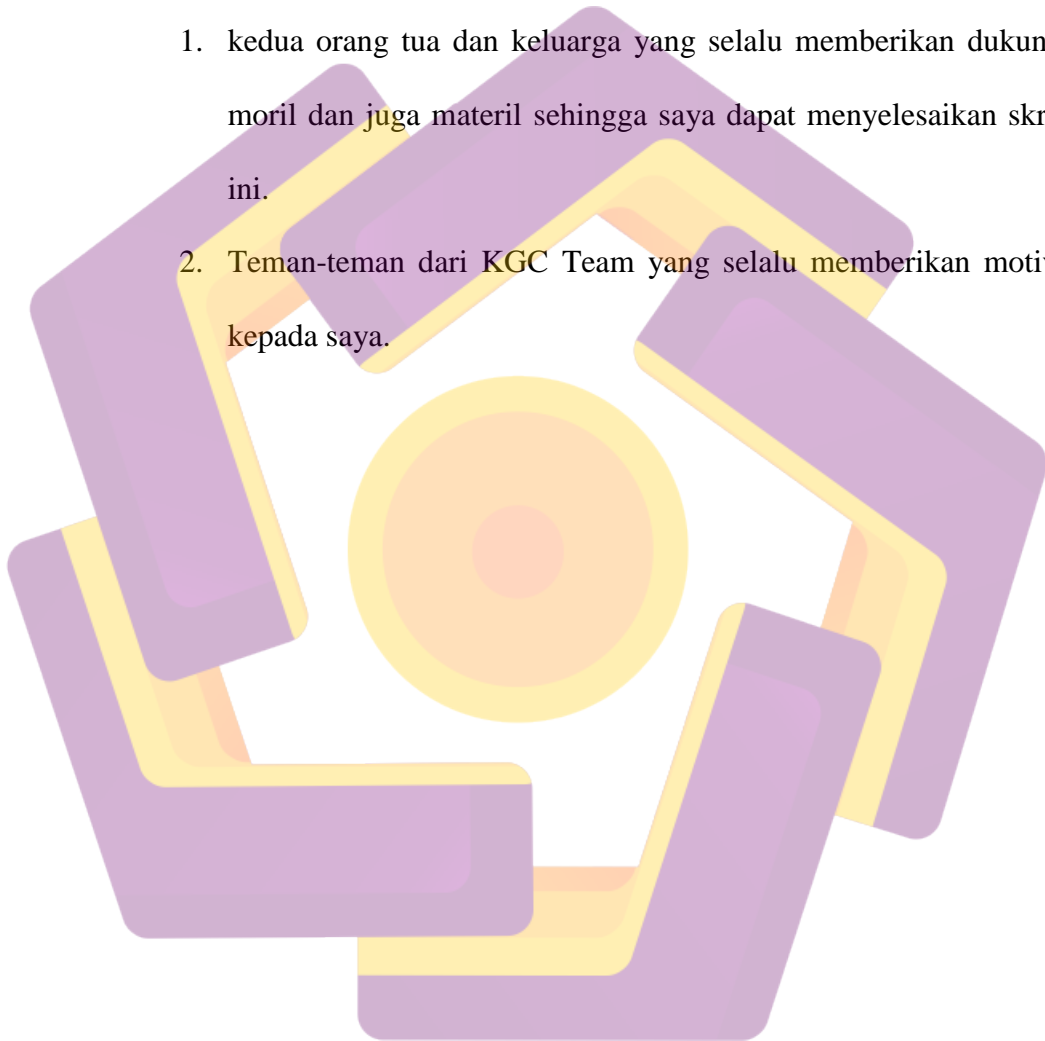 1. kedua orang tua dan keluarga yang selalu memberikan dukun
moril dan juga materil sehingga saya dapat menyelesaikan skr
ini.
2. Teman-teman dari KGC Team yang selalu memberikan motiv
kepada saya.